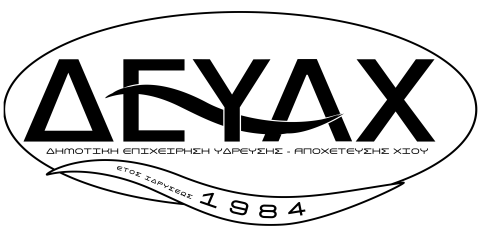 ΔΕΥΑΧ
ΔΗΜΟΤΙΚΗ ΕΠΙΧΕΙΡΗΣΗ ΥΔΡΕΥΣΗΣ - ΑΠΟΧΕΤΕΥΣΗΣ ΧΙΟΥ
ΕΤΟΣ ΙΔΡΥΣΕΩΣ 1984